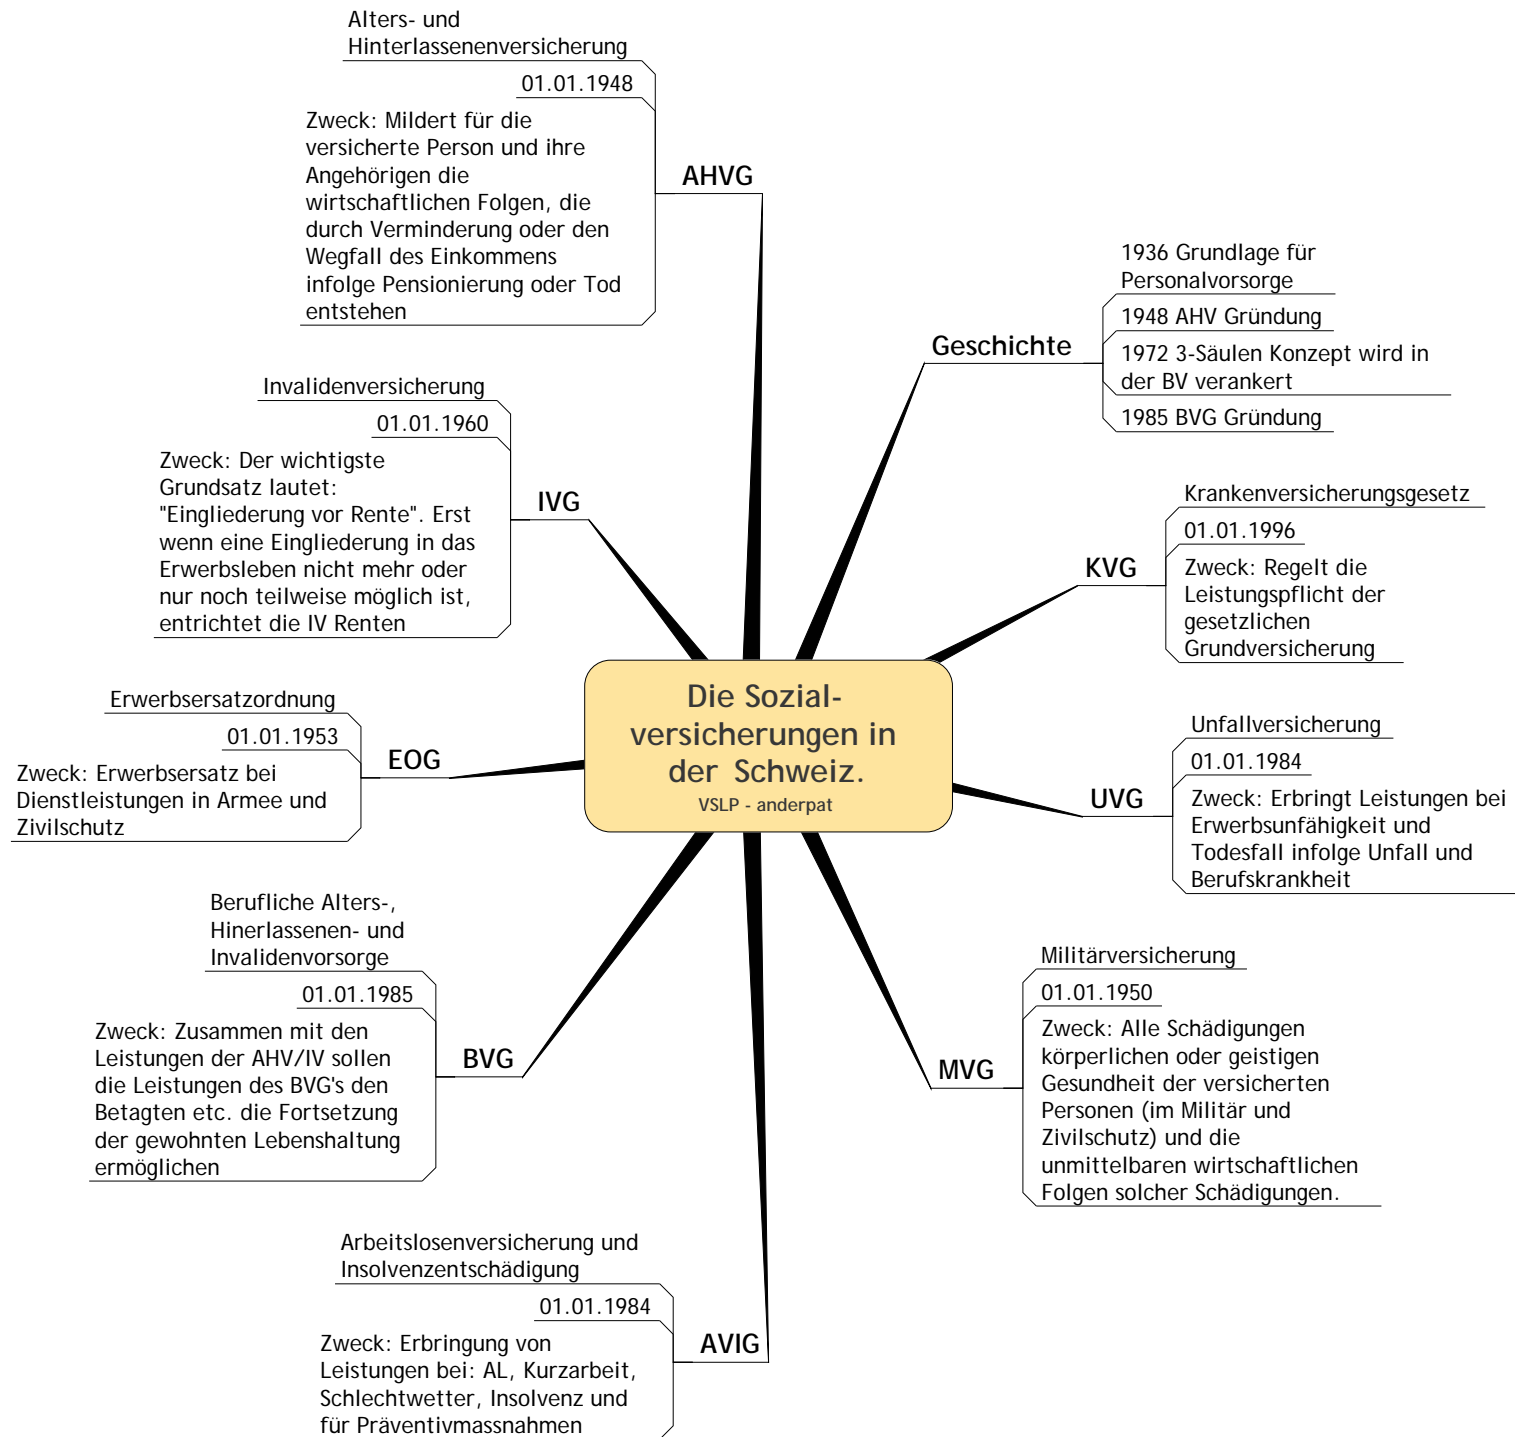 Die Sozial-
versicherungen in
der Schweiz.
VSLP - anderpat
Geschichte
1936 Grundlage für
Personalvorsorge
1948 AHV Gründung
1972 3-Säulen Konzept wird in
der BV verankert
1985 BVG Gründung
KVG
Krankenversicherungsgesetz
01.01.1996
Zweck: Regelt die
Leistungspflicht der
gesetzlichen
Grundversicherung
UVG
Unfallversicherung
01.01.1984
Zweck: Erbringt Leistungen bei
Erwerbsunfähigkeit und
Todesfall infolge Unfall und
Berufskrankheit
MVG
Militärversicherung
01.01.1950
Zweck: Alle Schädigungen
körperlichen oder geistigen
Gesundheit der versicherten
Personen (im Militär und
Zivilschutz) und die
unmittelbaren wirtschaftlichen
Folgen solcher Schädigungen.
AVIG
Arbeitslosenversicherung und
Insolvenzentschädigung
01.01.1984
Zweck: Erbringung von
Leistungen bei: AL, Kurzarbeit,
Schlechtwetter, Insolvenz und
für Präventivmassnahmen
BVG
Berufliche Alters-,
Hinerlassenen- und
Invalidenvorsorge
01.01.1985
Zweck: Zusammen mit den
Leistungen der AHV/IV sollen
die Leistungen des BVG's den
Betagten etc. die Fortsetzung
der gewohnten Lebenshaltung
ermöglichen
EOG
Erwerbsersatzordnung
01.01.1953
Zweck: Erwerbsersatz bei
Dienstleistungen in Armee und
Zivilschutz
IVG
Invalidenversicherung
01.01.1960
Zweck: Der wichtigste
Grundsatz lautet:
"Eingliederung vor Rente". Erst
wenn eine Eingliederung in das
Erwerbsleben nicht mehr oder
nur noch teilweise möglich ist,
entrichtet die IV Renten
AHVG
Alters- und
Hinterlassenenversicherung
01.01.1948
Zweck: Mildert für die
versicherte Person und ihre
Angehörigen die
wirtschaftlichen Folgen, die
durch Verminderung oder den
Wegfall des Einkommens
infolge Pensionierung oder Tod
entstehen